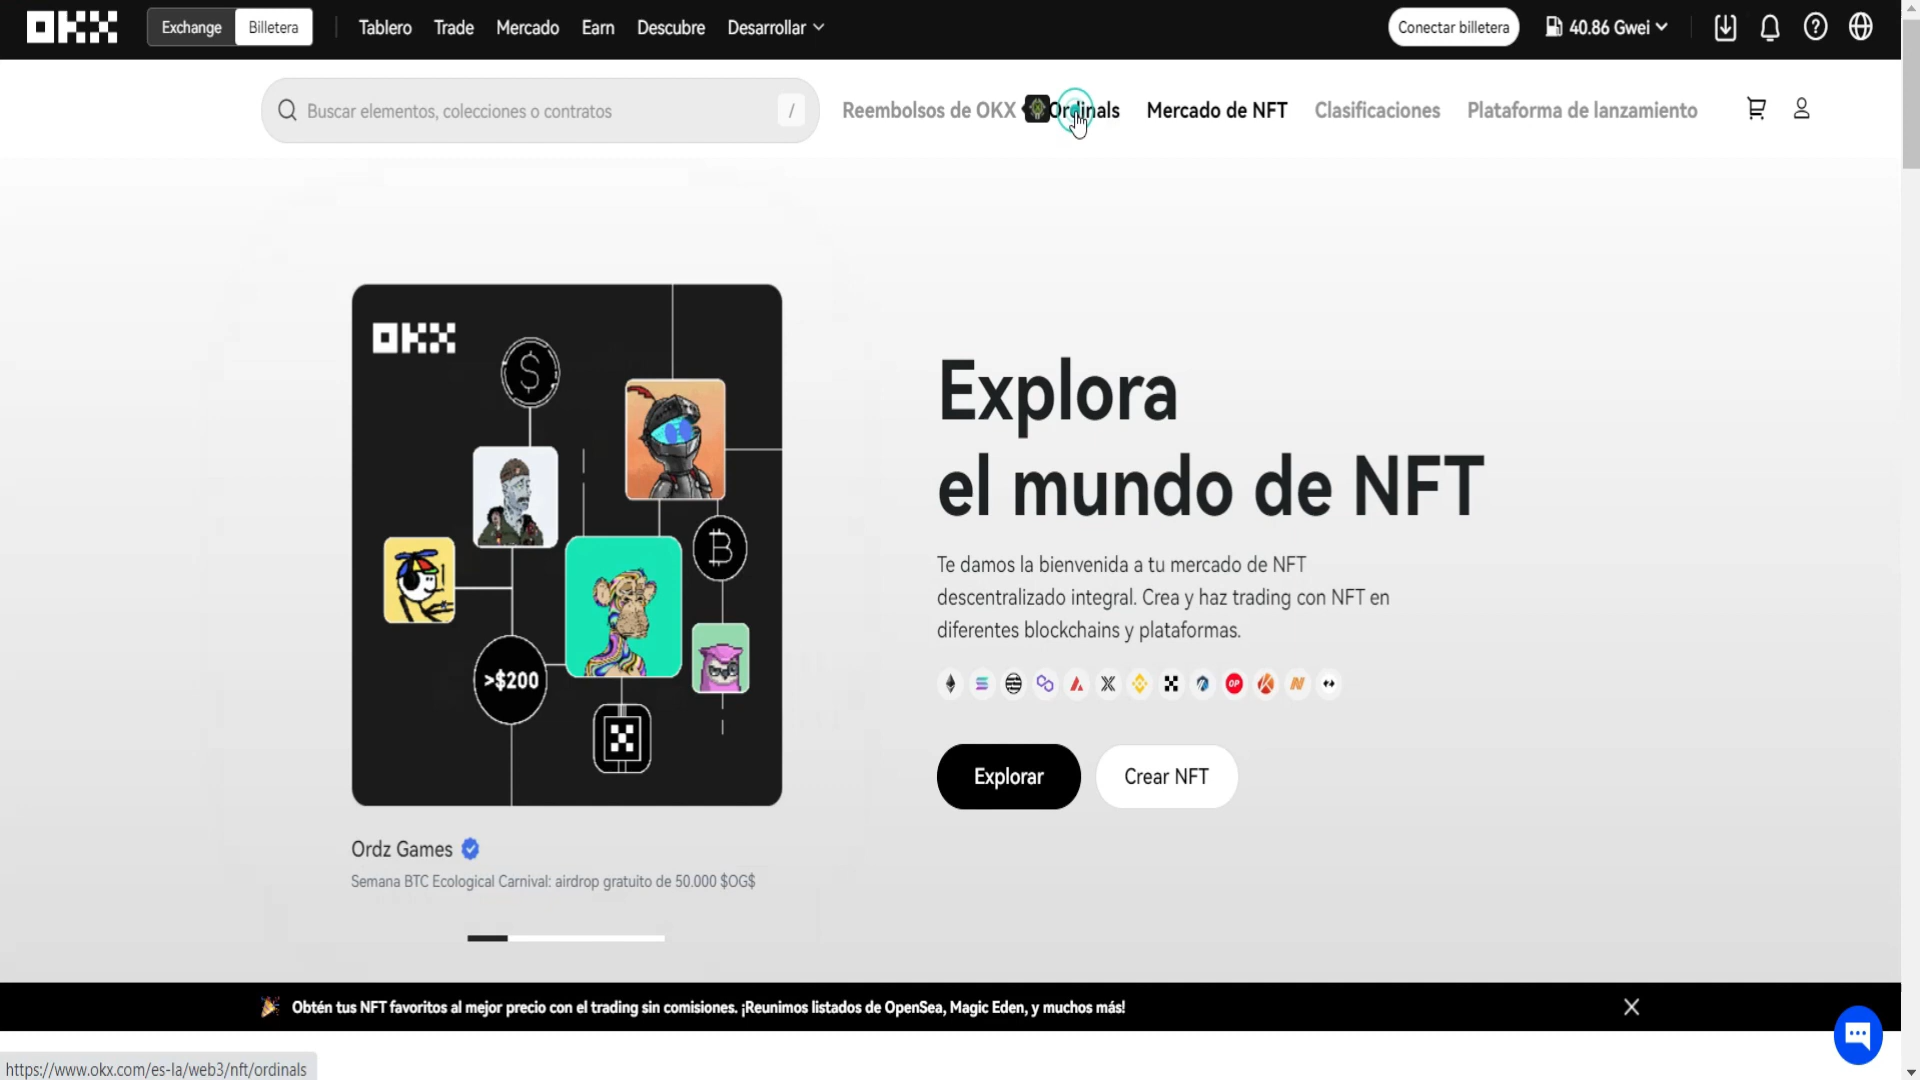 OKX Exchange Billetera Tablero Trade Mercado Earn Descubre Desarrollar Conectar billetera 40.86 Gwei
Buscar elementos, colecciones o contratos / Reembolsos de OKX Ordinals Mercado de NFT Clasificaciones Plataforma de lanzamiento
OKX
>$200
Explora
el mundo de NFT
Te damos la bienvenida a tu mercado de NFT
descentralizado integral. Crea y haz trading con NFT en
diferentes blockchains y plataformas.
OP
Explorar Crear NFT
Ordz Games
Semana BTC Ecological Carnival: airdrop gratuito de 50.000 $OG$
Obtén tus NFT favoritos al mejor precio con el trading sin comisiones. ¡Reunimos listados de OpenSea, Magic Eden, y muchos más!
https://www.okx.com/es-la/web3/nft/ordinals